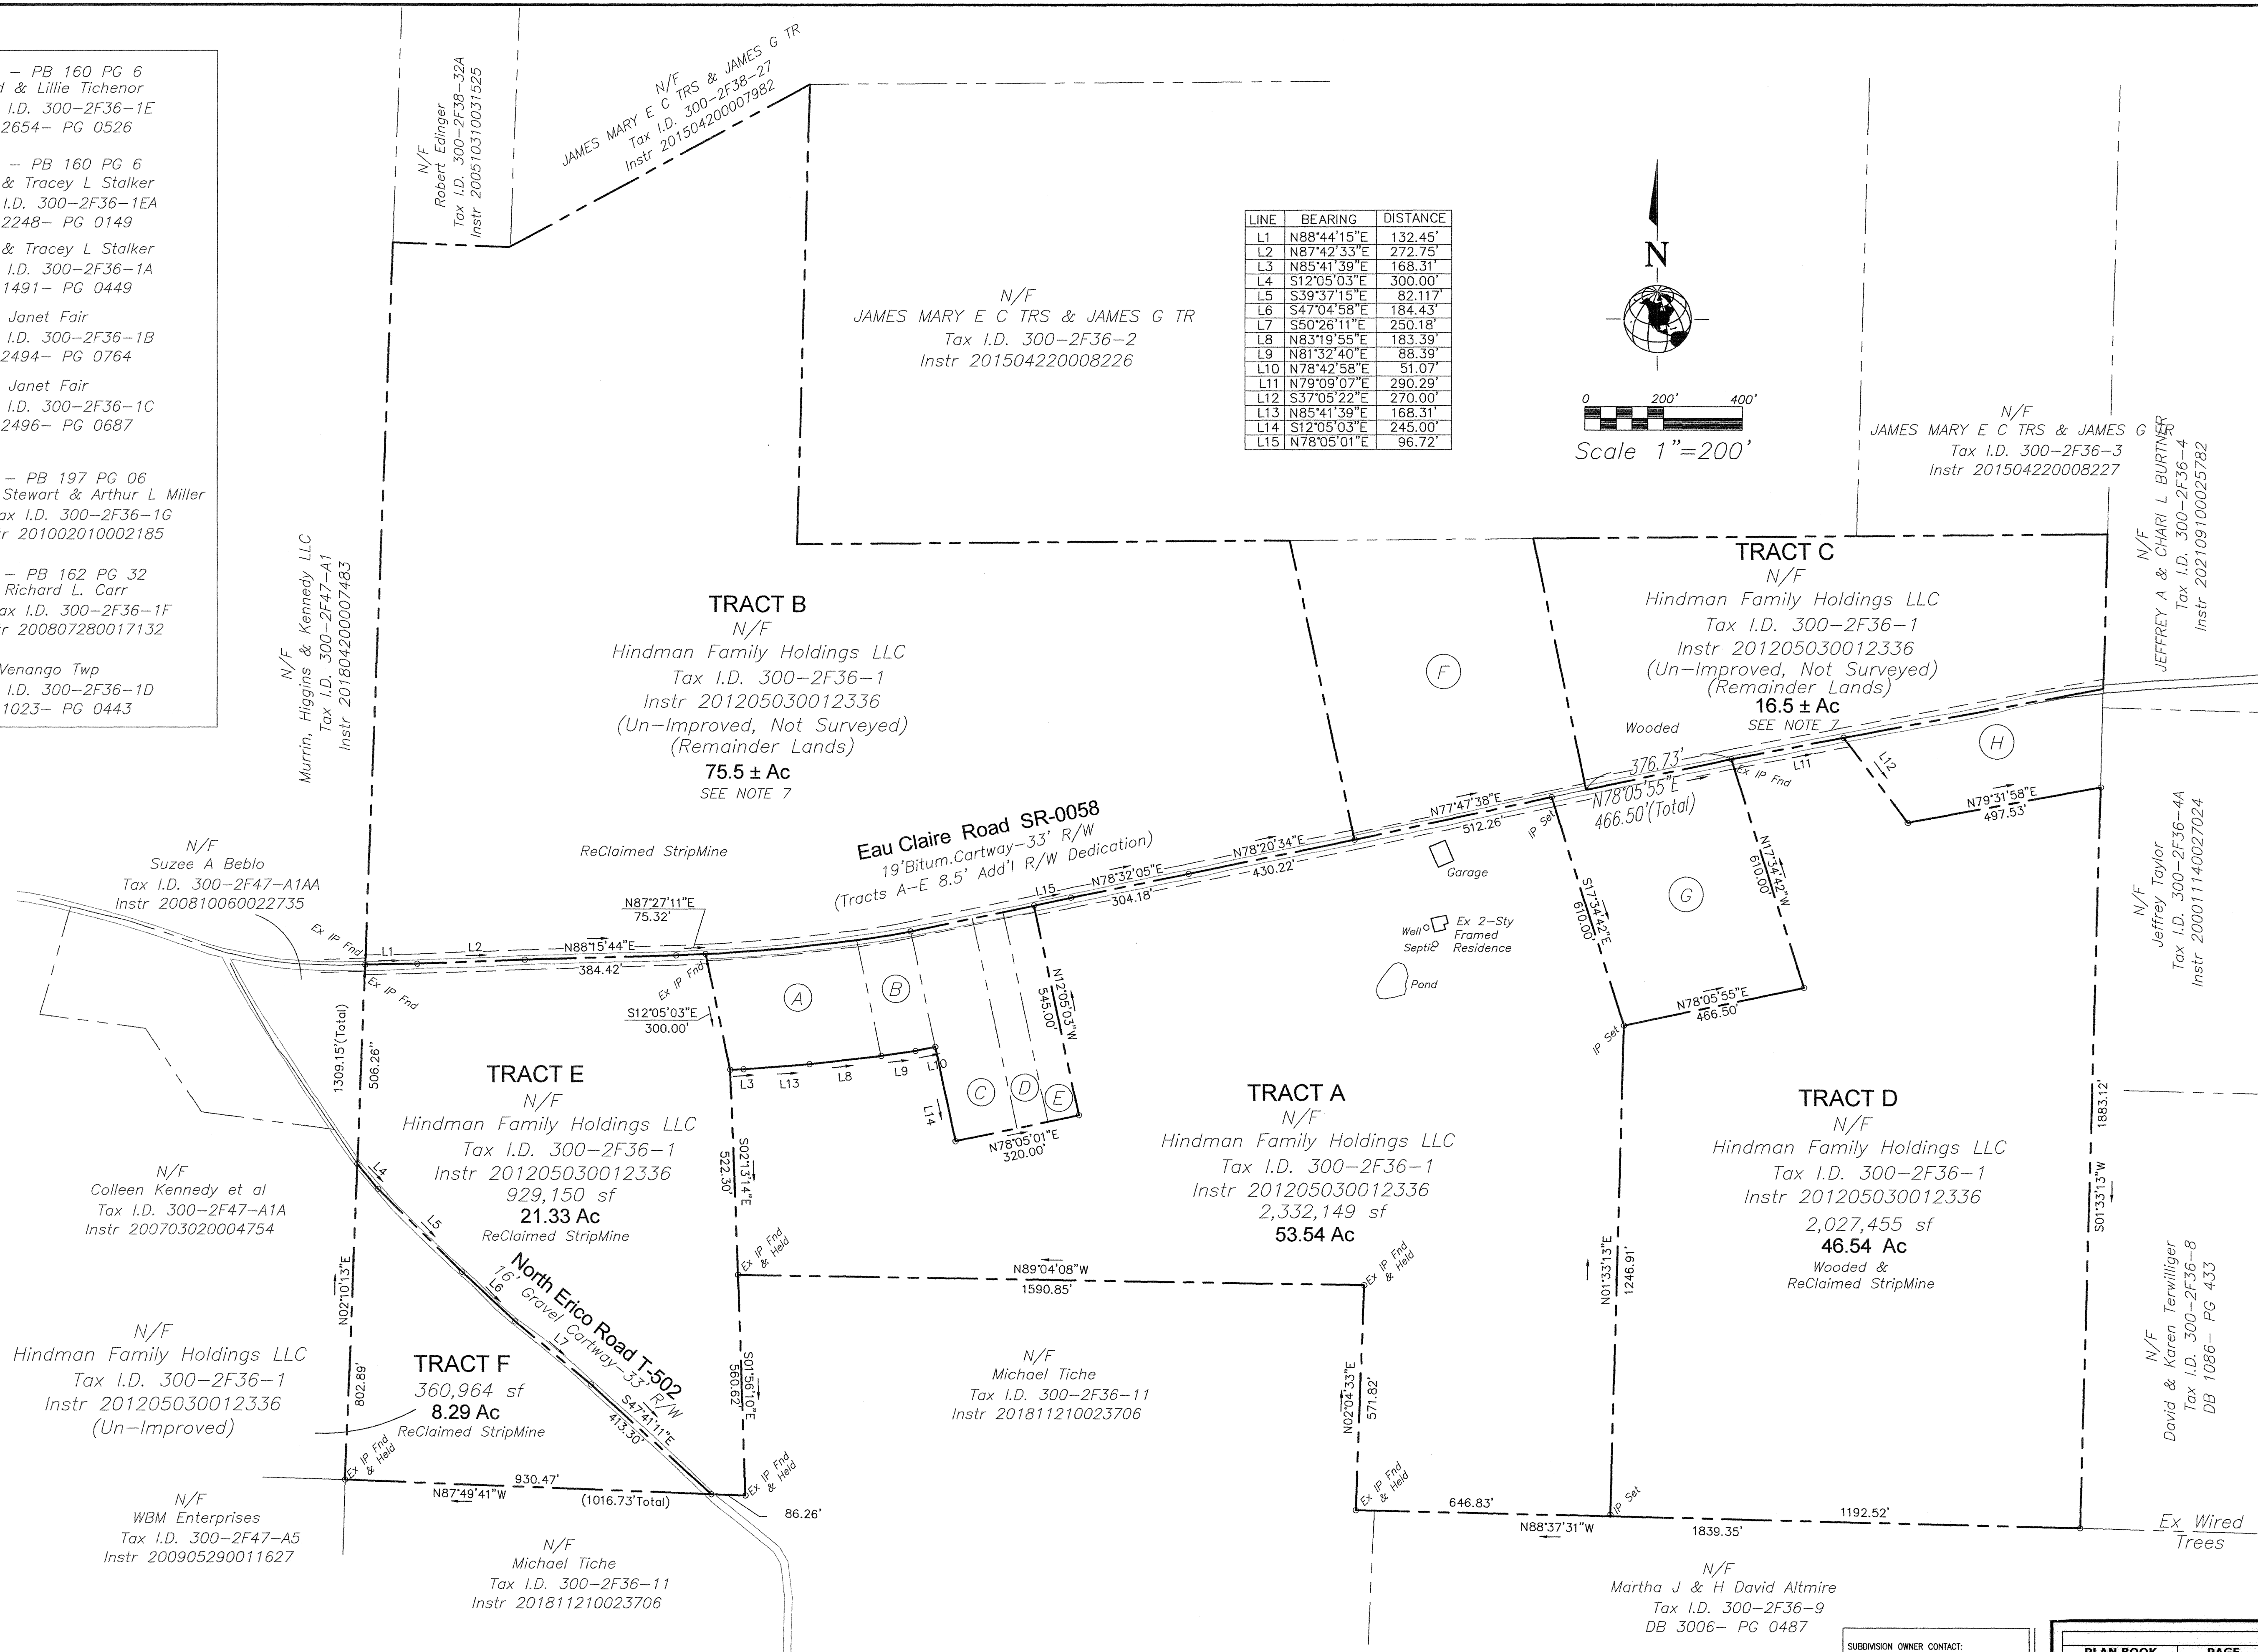 – PB 160 PG 6
d & Lillie Tichenor
I.D. 300–2F36–1E
2654– PG 0526
– PB 160 PG 6
& Tracey L Stalker
I.D. 300–2F36–1EA
2248– PG 0149
& Tracey L Stalker
I.D. 300–2F36–1A
1491– PG 0449
Janet Fair
I.D. 300–2F36–1B
2494– PG 0764
Janet Fair
I.D. 300–2F36–1C
2496– PG 0687
– PB 197 PG 06
Stewart & Arthur L Miller
ax I.D. 300–2F36–1G
tr 201002010002185
– PB 162 PG 32
Richard L. Carr
ax I.D. 300–2F36–1F
tr 200807280017132
Venango Twp
I.D. 300–2F36–1D
1023– PG 0443
N/F
Robert Edinger
Tax I.D. 300–2F38–32A
Instr 200510310031525
N/F
JAMES MARY E C TRS & JAMES G TR
Tax I.D. 300–2F38–27
Instr 201504200007982
N/F
JAMES MARY E C TRS & JAMES G TR
Tax I.D. 300–2F36–2
Instr 201504220008226
LINE BEARING DISTANCE
L1 N88°44'15"E 132.45'
L2 N87°42'33"E 272.75'
L3 N85°41'39"E 168.31'
L4 S12°05'03"E 300.00'
L5 S39°37'15"E 82.117'
L6 S47°04'58"E 184.43'
L7 S50°26'11"E 250.18'
L8 N83°19'55"E 183.39'
L9 N81°32'40"E 88.39'
L10 N78°42'58"E 51.07'
L11 N79°09'07"E 290.29'
L12 S37°05'22"E 270.00'
L13 N85°41'39"E 168.31'
L14 S12°05'03"E 245.00'
L15 N78°05'01"E 96.72'
N
0 200' 400'
Scale 1"=200'
N/F
JAMES MARY E C TRS & JAMES G TR
Tax I.D. 300–2F36–3
Instr 201504220008227
N/F
JEFFREY A & CHARI L BURTNER
Tax I.D. 300–2F36–4
Instr 202109100025782
N/F
Murrin, Higgins & Kennedy LLC
Tax I.D. 300–2F47–A1
Instr 201804200007483
TRACT B
N/F
Hindman Family Holdings LLC
Tax I.D. 300–2F36–1
Instr 201205030012336
(Un–Improved, Not Surveyed)
(Remainder Lands)
75.5 ± Ac
SEE NOTE 7
ReClaimed StripMine
F
TRACT C
N/F
Hindman Family Holdings LLC
Tax I.D. 300–2F36–1
Instr 201205030012336
(Un–Improved, Not Surveyed)
(Remainder Lands)
16.5 ± Ac
SEE NOTE 7
Wooded
H
L12
N79°31'58"E
497.53'
L11
376.73'
N78°05'55"E
466.50'(Total)
Ex IP Fnd
IP Set
Eau Claire Road SR-0058
19'Bitum.Cartway–33' R/W
(Tracts A–E 8.5' Add'l R/W Dedication)
N77°47'38"E
512.26'
N78°20'34"E
430.22'
N78°32'05"E
304.18'
L15
N87°27'11"E
75.32'
N88°15'44"E
384.42'
L1
L2
Ex IP Fnd
Ex IP Fnd
Ex IP Fnd
N/F
Suzee A Beblo
Tax I.D. 300–2F47–A1AA
Instr 200810060022735
Garage
Well
Septic
Ex 2–Sty
Framed
Residence
Pond
A
B
C
D
E
G
N12°05'03"W
545.00'
S12°05'03"E
300.00'
L3
L13
L8
L9
L10
L14
N78°05'01"E
320.00'
S17°34'42"E
610.00'
N17°34'42"W
610.00'
N78°05'55"E
466.50'
IP Set
N/F
Jeffrey Taylor
Tax I.D. 300–2F36–4A
Instr 200011140027024
1309.15'(Total)
506.26"
TRACT E
N/F
Hindman Family Holdings LLC
Tax I.D. 300–2F36–1
Instr 201205030012336
929,150 sf
21.33 Ac
ReClaimed StripMine
S02°13'14"E
522.30'
TRACT A
N/F
Hindman Family Holdings LLC
Tax I.D. 300–2F36–1
Instr 201205030012336
2,332,149 sf
53.54 Ac
TRACT D
N/F
Hindman Family Holdings LLC
Tax I.D. 300–2F36–1
Instr 201205030012336
2,027,455 sf
46.54 Ac
Wooded &
ReClaimed StripMine
1883.12'
S01°33'13"W
N01°33'13"E
1246.91'
N/F
Colleen Kennedy et al
Tax I.D. 300–2F47–A1A
Instr 200703020004754
L4
L5
L6
L7
North Erico Road T-502
16' Gravel Cartway–33' R/W
S47°41'11"E
413.30'
Ex IP Fnd
& Held
N89°04'08"W
1590.85'
Ex IP Fnd
& Held
N02°10'13"E
802.89'
N/F
Hindman Family Holdings LLC
Tax I.D. 300–2F36–1
Instr 201205030012336
(Un–Improved)
TRACT F
360,964 sf
8.29 Ac
ReClaimed StripMine
S01°56'10"E
560.62'
N/F
Michael Tiche
Tax I.D. 300–2F36–11
Instr 201811210023706
N02°04'33"E
571.82'
N/F
David & Karen Terwilliger
Tax I.D. 300–2F36–8
DB 1086– PG 433
Ex IP Fnd
& Held
930.47'
N87°49'41"W
(1016.73'Total)
Ex IP Fnd
& Held
86.26'
Ex IP Fnd
& Held
646.83'
IP Set
N88°37'31"W
1839.35'
1192.52'
Ex Wired
Trees
N/F
WBM Enterprises
Tax I.D. 300–2F47–A5
Instr 200905290011627
N/F
Michael Tiche
Tax I.D. 300–2F36–11
Instr 201811210023706
N/F
Martha J & H David Altmire
Tax I.D. 300–2F36–9
DB 3006– PG 0487
SUBDIVISION OWNER CONTACT:
PLAN BOOK PAGE